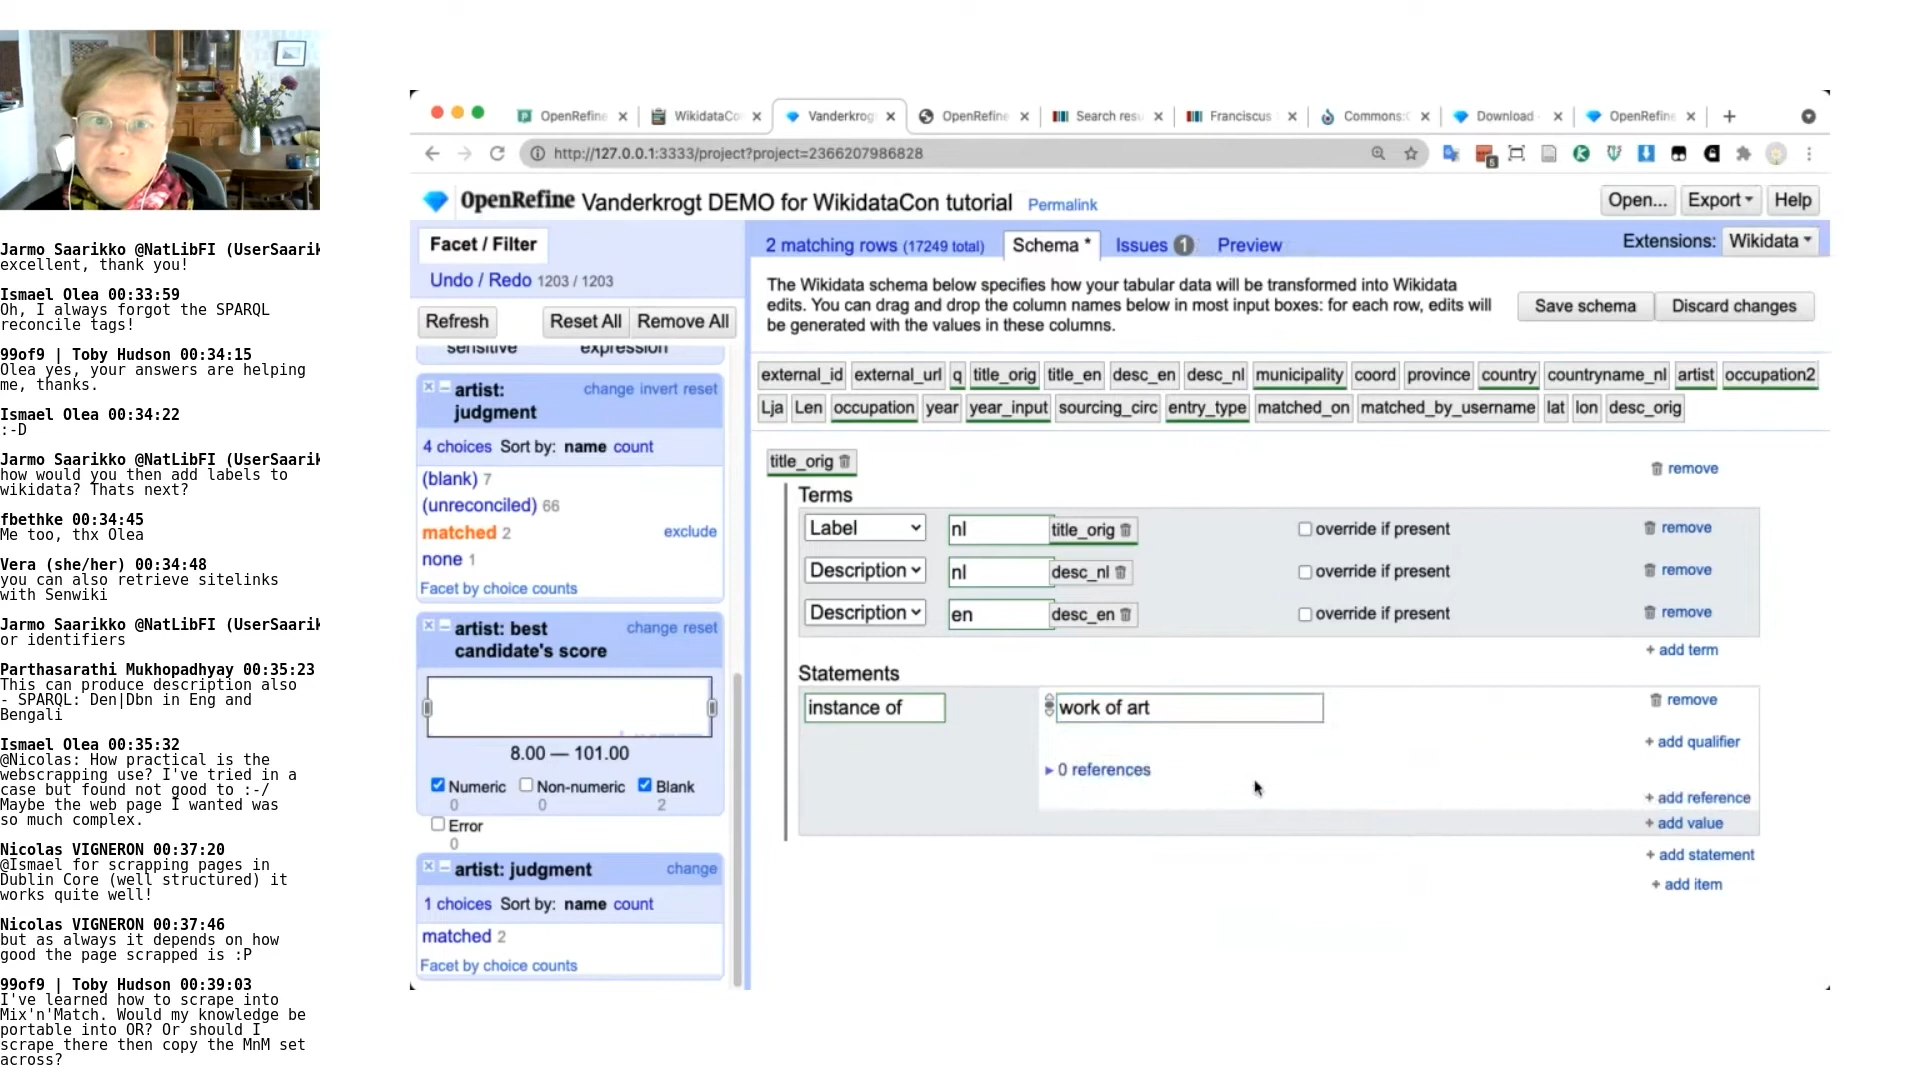 Jarmo Saarikko @NatLibFI (UserSaarik
excellent, thank you!
Ismael Olea 00:33:59
Oh, I always forgot the SPARQL
reconcile tags!
99of9 | Toby Hudson 00:34:15
Olea yes, your answers are helping
me, thanks.
Ismael Olea 00:34:22
:-D
Jarmo Saarikko @NatLibFI (UserSaarik
how would you then add labels to
wikidata? Thats next?
fbethke 00:34:45
Me too, thx Olea
Vera (she/her) 00:34:48
you can also retrieve sitelinks
with Senwiki
Jarmo Saarikko @NatLibFI (UserSaarik
or identifiers
Parthasarathi Mukhopadhyay 00:35:23
This can produce description also
- SPARQL: Den|Dbn in Eng and
Bengali
Ismael Olea 00:35:32
@Nicolas: How practical is the
webscrapping use? I've tried in a
case but found not good to :-/
Maybe the web page I wanted was
so much complex.
Nicolas VIGNERON 00:37:20
@Ismael for scrapping pages in
Dublin Core (well structured) it
works quite well!
Nicolas VIGNERON 00:37:46
but as always it depends on how
good the page scrapped is :P
99of9 | Toby Hudson 00:39:03
I've learned how to scrape into
Mix'n'Match. Would my knowledge be
portable into OR? Or should I
scrape there then copy the MnM set
across?
OpenRefine WikidataCo Vanderkrog OpenRefine Search resu Franciscus Commons: Download OpenRefine
http://127.0.0.1:3333/project?project=2366207986828
5
OpenRefine Vanderkrogt DEMO for WikidataCon tutorial Permalink Open... Export Help
Facet / Filter
Undo / Redo 1203 / 1203
Refresh Reset All Remove All
sensitive expression
artist: judgment change invert reset
4 choices Sort by: name count
(blank) 7
(unreconciled) 66
matched 2 exclude
none 1
Facet by choice counts
artist: best candidate's score change reset
8.00 — 101.00
Numeric Non-numeric Blank
0 0 2
Error
0
artist: judgment change
1 choices Sort by: name count
matched 2
Facet by choice counts
2 matching rows (17249 total) Schema * Issues 1 Preview Extensions: Wikidata
The Wikidata schema below specifies how your tabular data will be transformed into Wikidata
edits. You can drag and drop the column names below in most input boxes: for each row, edits will
be generated with the values in these columns.
Save schema Discard changes
external_id external_url q title_orig title_en desc_en desc_nl municipality coord province country countryname_nl artist occupation2
Lja Len occupation year year_input sourcing_circ entry_type matched_on matched_by_username lat lon desc_orig
title_orig remove
Terms
Label nl title_orig override if present remove
Description nl desc_nl override if present remove
Description en desc_en override if present remove
+ add term
Statements
instance of work of art remove
+ add qualifier
0 references
+ add reference
+ add value
+ add statement
+ add item